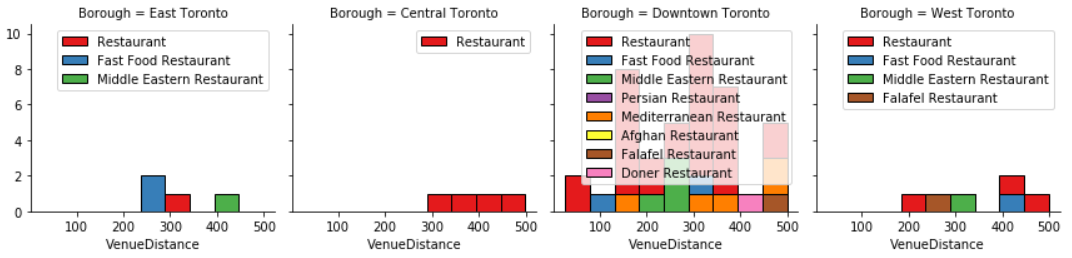 Borough = East Toronto
Borough = Central Toronto
Borough = Downtown Toronto
Borough = West Toronto
10
8
6
4
2
0
Restaurant
Fast Food Restaurant
Middle Eastern Restaurant
100
200
300
400
500
VenueDistance
Restaurant
100
200
300
400
500
VenueDistance
Restaurant
Fast Food Restaurant
Middle Eastern Restaurant
Persian Restaurant
Mediterranean Restaurant
Afghan Restaurant
Falafel Restaurant
Doner Restaurant
100
200
300
400
500
VenueDistance
Restaurant
Fast Food Restaurant
Middle Eastern Restaurant
Falafel Restaurant
100
200
300
400
500
VenueDistance